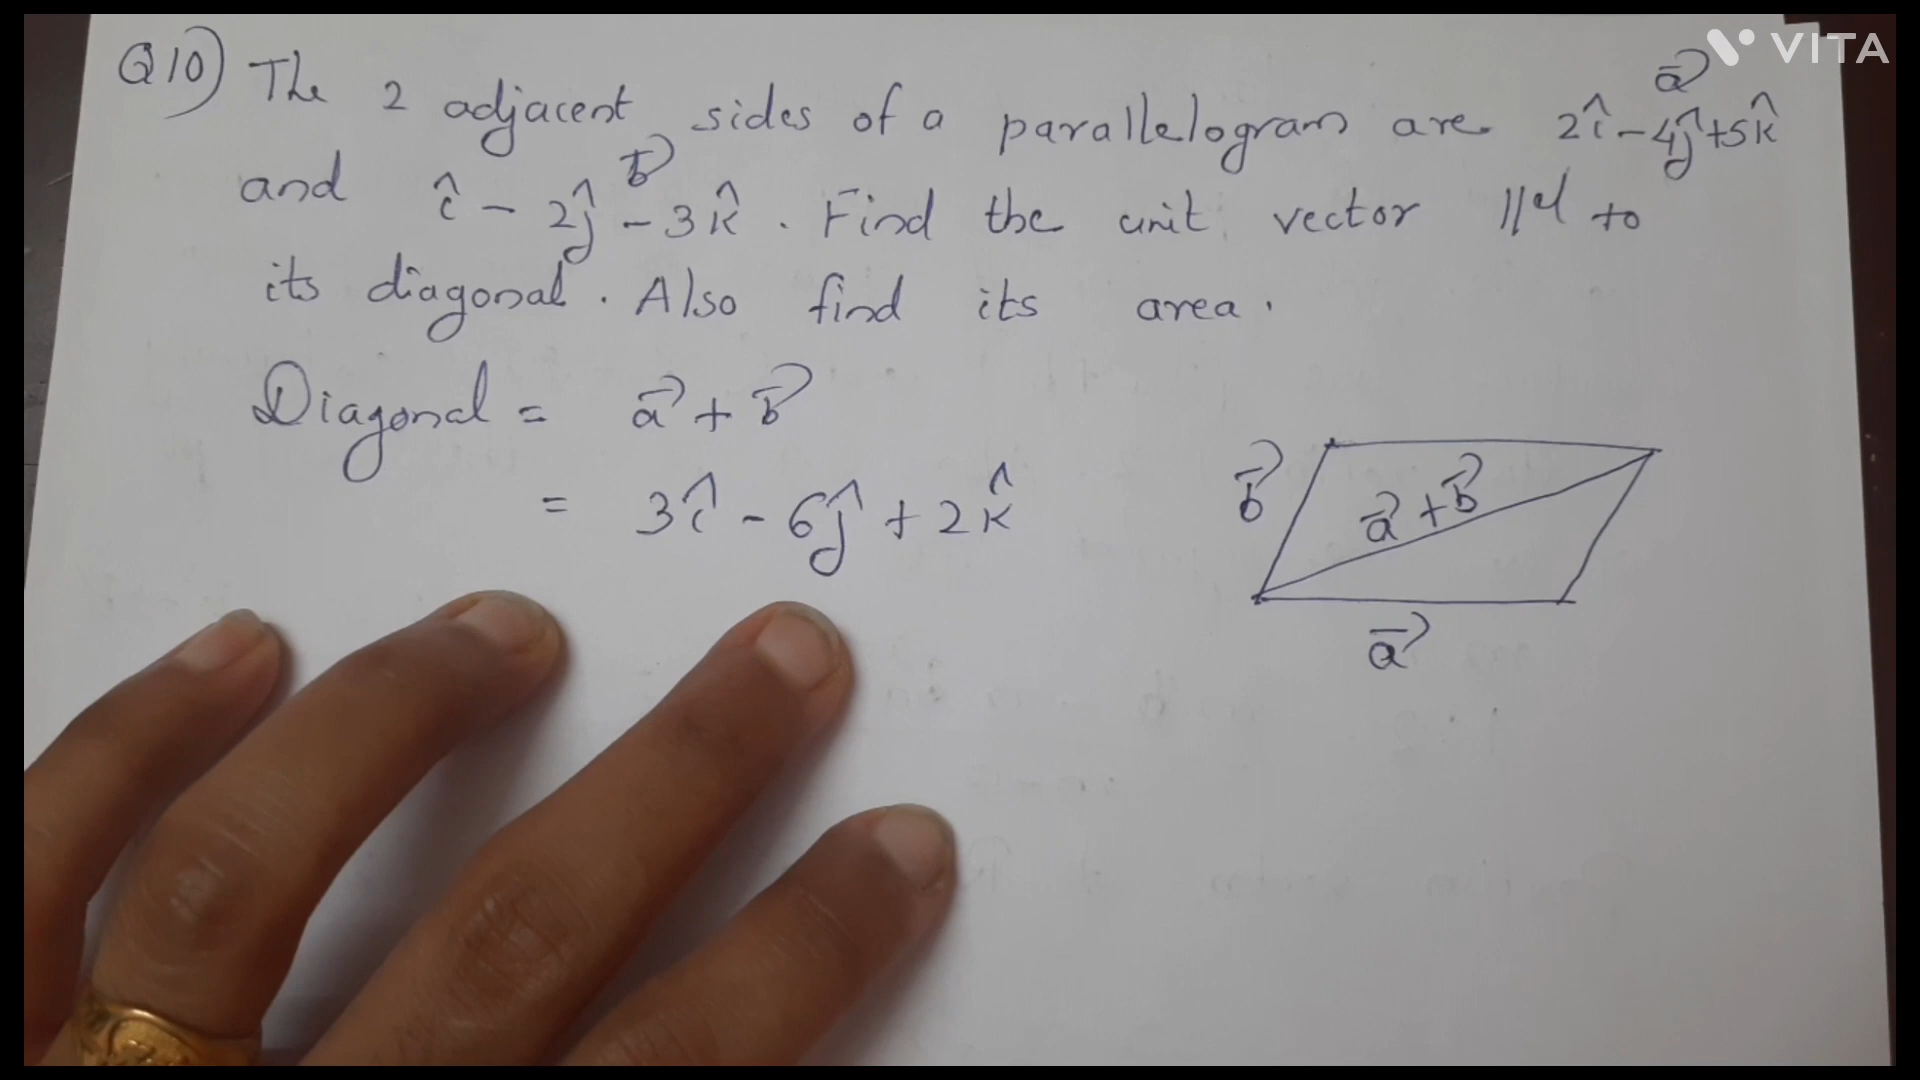 VITA
Q10) The 2 adjacent sides of a parallelogram are 2î - 4ĵ + 5k̂
a⃗
and î - 2ĵ - 3k̂. Find the unit vector ||el to
b⃗
its diagonal. Also find its area.
Diagonal = a⃗ + b⃗
= 3î - 6ĵ + 2k̂
b⃗
a⃗ + b⃗
a⃗